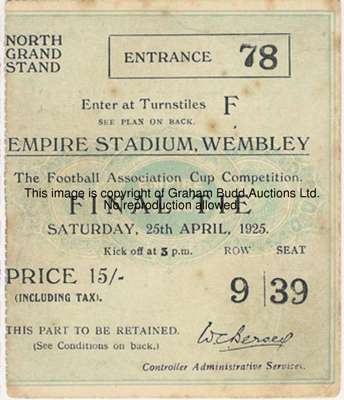 NORTH
GRAND
STAND
ENTRANCE 78
Enter at Turnstiles F
SEE PLAN ON BACK.
EMPIRE STADIUM, WEMBLEY
The Football Association Cup Competition.
This image is copyright of Graham Budd Auctions Ltd.
No reproduction allowed
FINAL TIE
SATURDAY, 25th APRIL, 1925.
Kick off at 3 p.m. ROW SEAT
PRICE 15/- 9 39
(INCLUDING TAX).
THIS PART TO BE RETAINED.
(See Conditions on back.)
Controller Administrative Services.